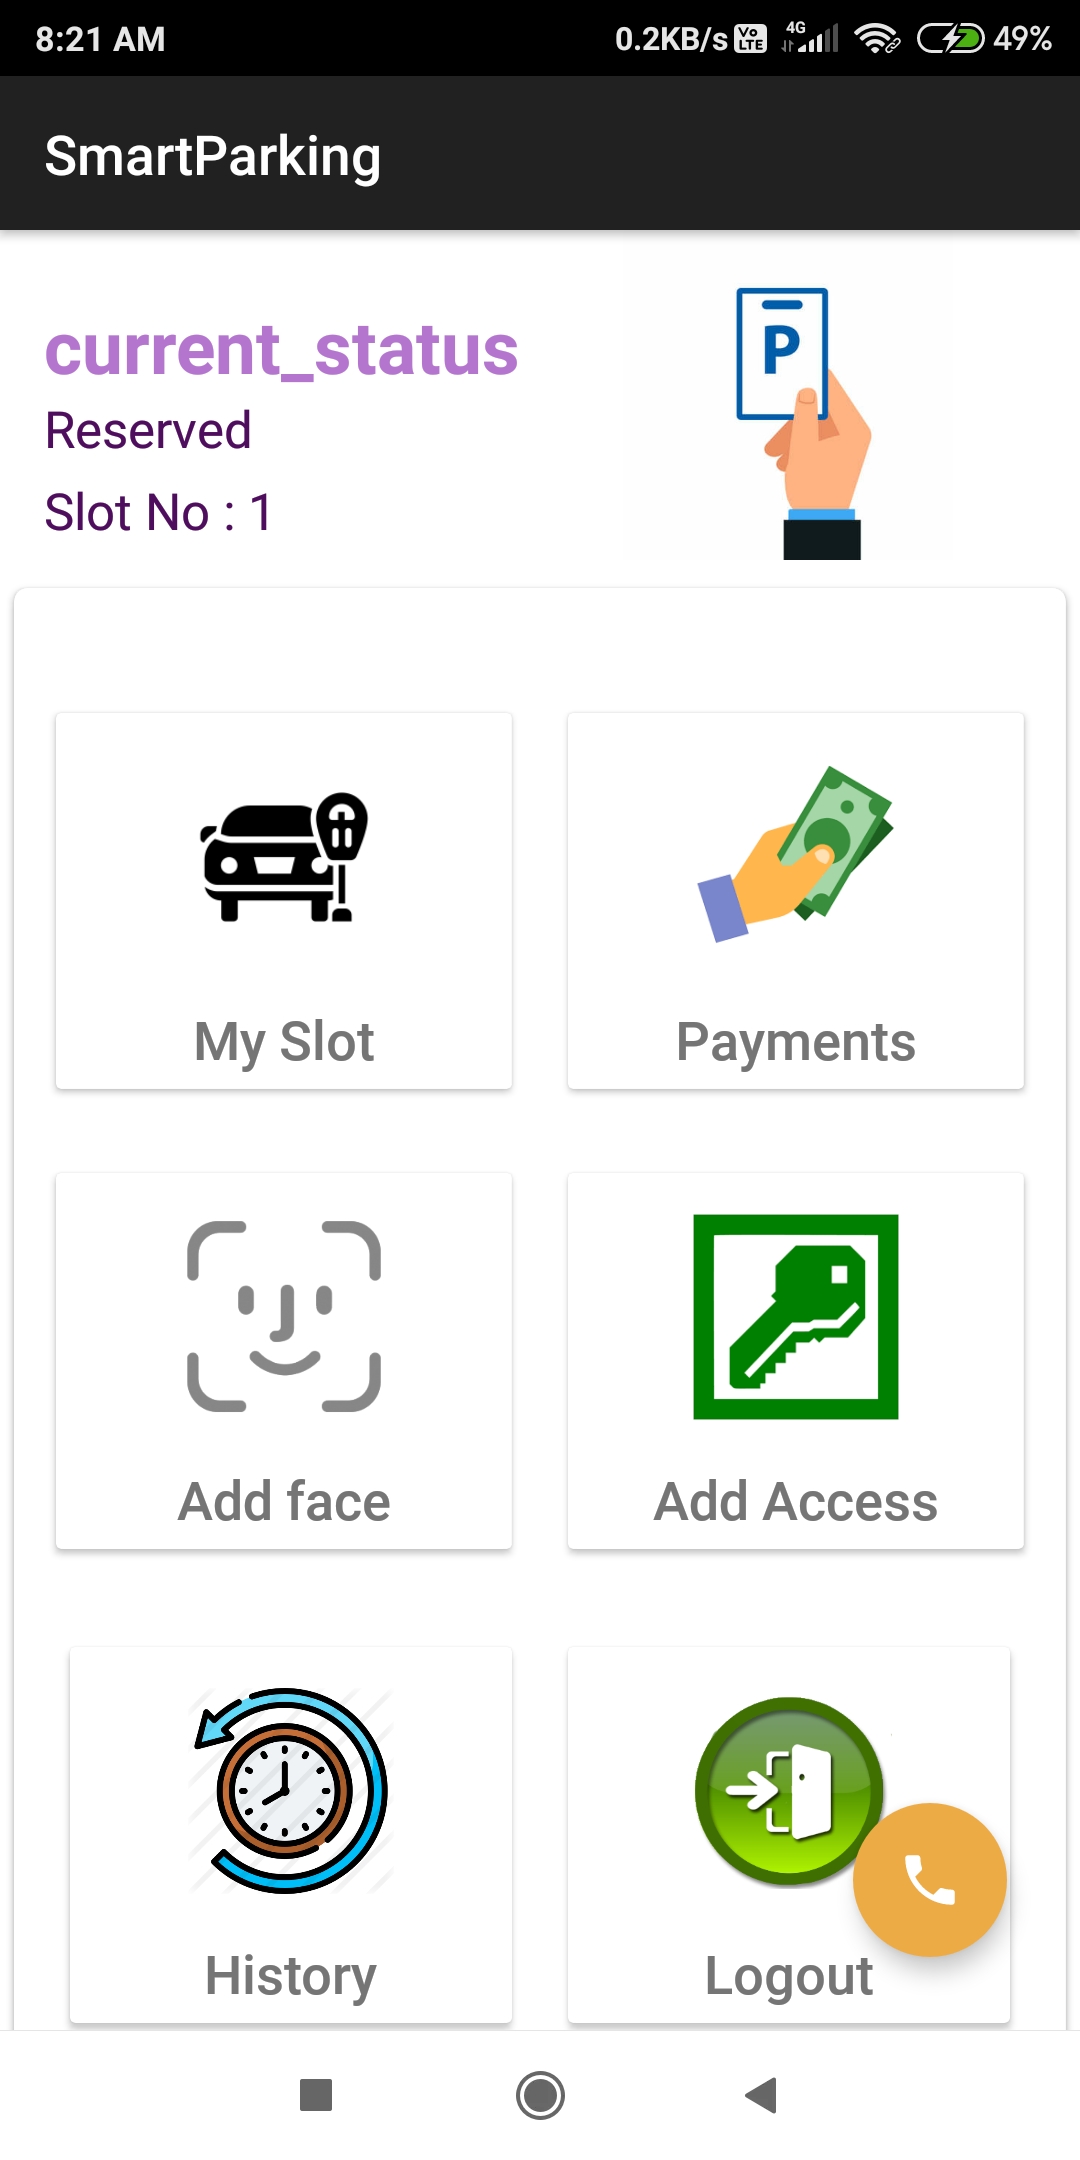 8:21 AM 0.2KB/s Vo LTE 4G 49%
SmartParking
current_status
P
Reserved
Slot No : 1
My Slot Payments
Add face Add Access
History Logout